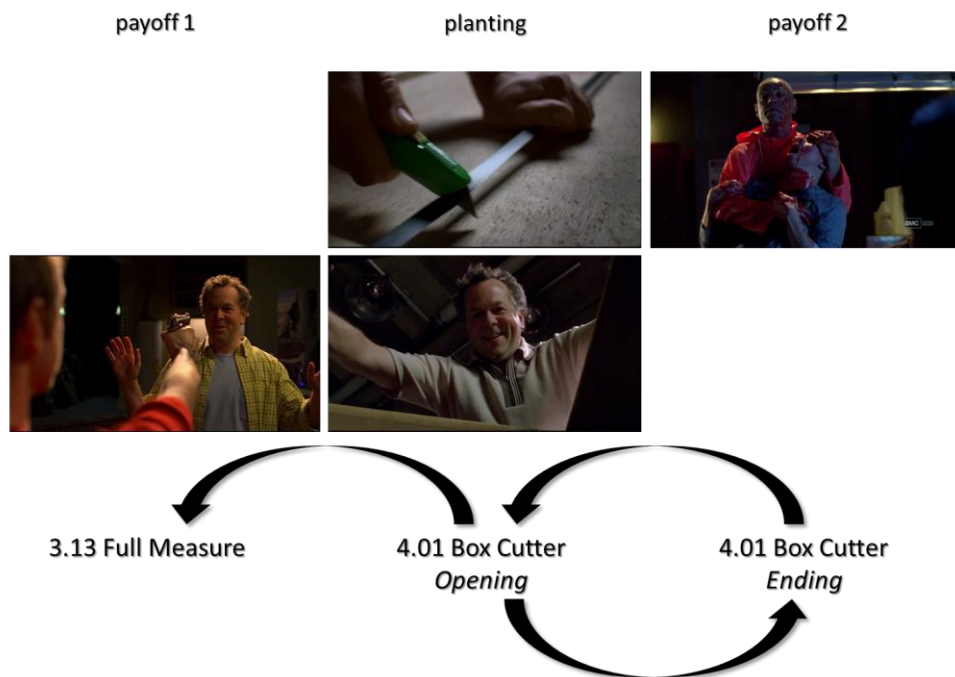 payoff 1
planting
payoff 2
AMC
3.13 Full Measure
4.01 Box Cutter
Opening
4.01 Box Cutter
Ending